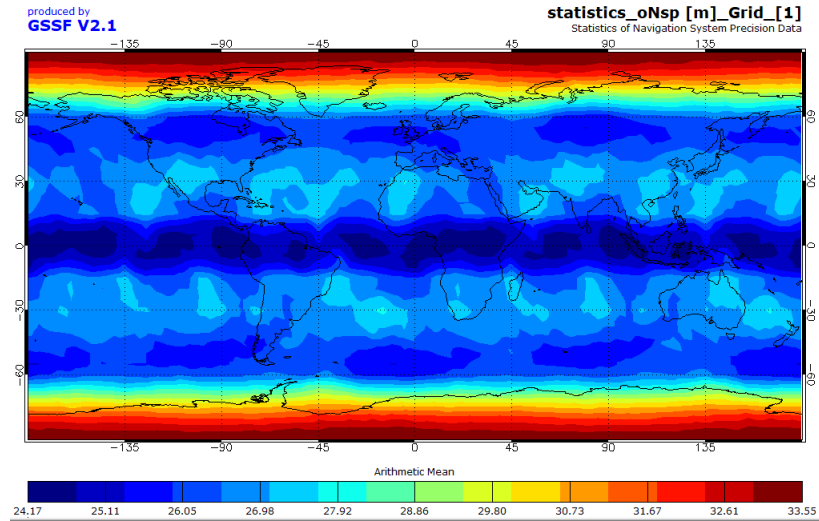 produced by
GSSF V2.1
statistics_oNsp [m]_Grid_[1]
Statistics of Navigation System Precision Data
-135 -90 -45 0 45 90 135
60 60
30 30
0 0
-30 -30
-60 -60
-135 -90 -45 0 45 90 135
Arithmetic Mean
24.17 25.11 26.05 26.98 27.92 28.86 29.80 30.73 31.67 32.61 33.55